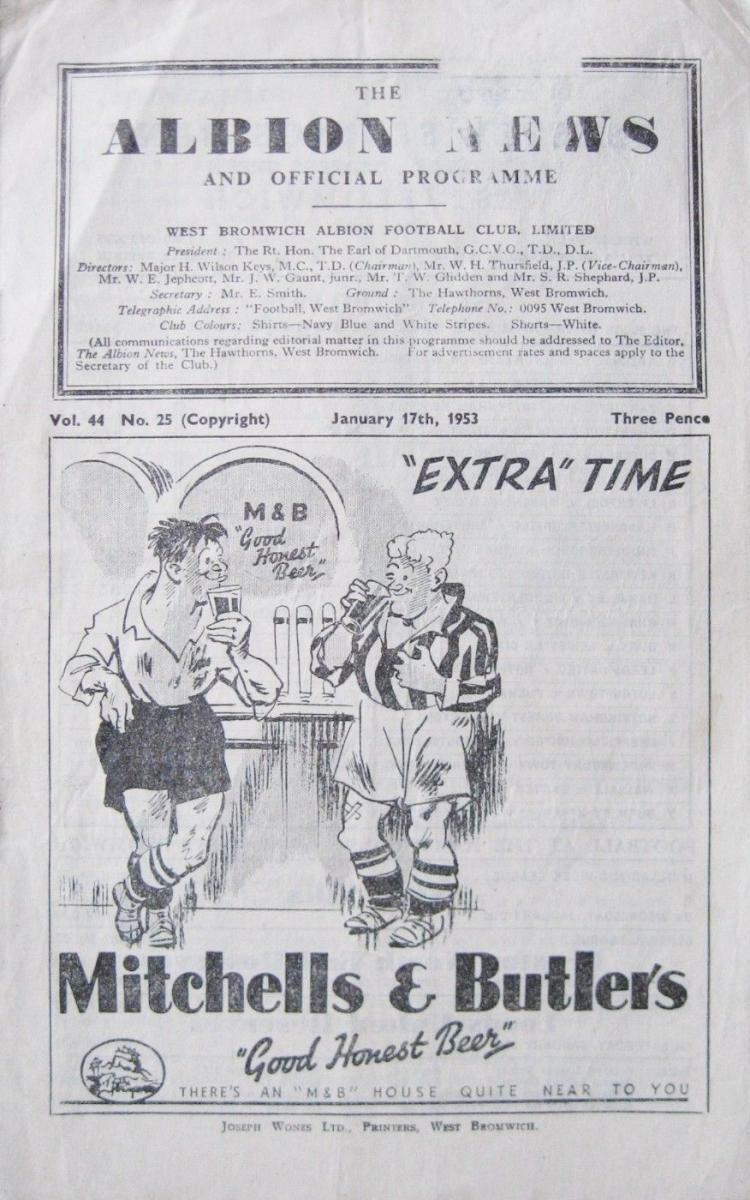 THE
ALBION NEWS
AND OFFICIAL PROGRAMME
WEST BROMWICH ALBION FOOTBALL CLUB, LIMITED
President : The Rt. Hon. The Earl of Dartmouth, G.C.V.O., T.D., D.L.
Directors: Major H. Wilson Keys, M.C., T.D. (Chairman), Mr. W. H. Thursfield, J.P. (Vice-Chairman),
Mr. W. E. Jephcott, Mr. J. W. Gaunt, junr., Mr. T. W. Glidden and Mr. S. R. Shephard, J.P.
Secretary : Mr. E. Smith. Ground : The Hawthorns, West Bromwich.
Telegraphic Address : "Football, West Bromwich" Telephone No.: 0095 West Bromwich.
Club Colours: Shirts—Navy Blue and White Stripes. Shorts—White.
(All communications regarding editorial matter in this programme should be addressed to The Editor,
The Albion News, The Hawthorns, West Bromwich. For advertisement rates and spaces apply to the
Secretary of the Club.)
Vol. 44 No. 25 (Copyright) January 17th, 1953 Three Pence
"EXTRA" TIME
M & B
"Good
Honest
Beer"
Mitchells & Butler's
"Good Honest Beer"
THERE'S AN "M&B" HOUSE QUITE NEAR TO YOU
JOSEPH WONES LTD., PRINTERS, WEST BROMWICH.